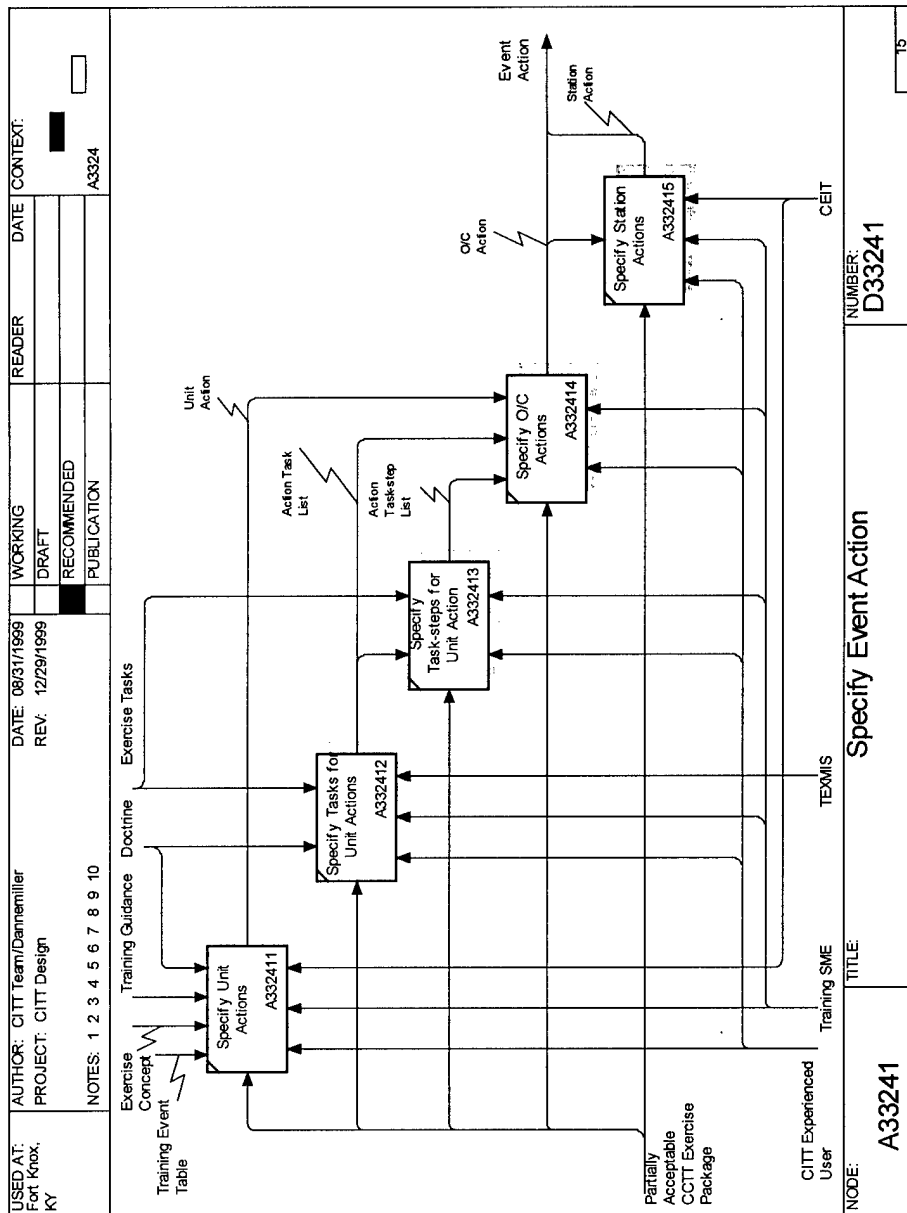 USED AT:
Fort Knox,
KY
AUTHOR: CITT Team/Dannemiller
PROJECT: CITT Design
NOTES: 1 2 3 4 5 6 7 8 9 10
DATE: 08/31/1999
REV: 12/29/1999
WORKING
DRAFT
RECOMMENDED
PUBLICATION
READER
DATE
CONTEXT:
A3324
Exercise
Concept
Training Guidance
Doctrine
Exercise Tasks
Training Event
Table
Specify Unit
Actions
A332411
Unit
Action
Specify Tasks for
Unit Actions
A332412
Action Task
List
Specify
Task-steps for
Unit Action
A332413
Action
Task-step
List
Specify O/C
Actions
A332414
O/C
Action
Specify Station
Actions
A332415
Event
Action
Station
Action
Partially
Acceptable
CCTT Exercise
Package
CITT Experienced
User
Training SME
TEXMIS
CEIT
NODE:
A33241
TITLE:
Specify Event Action
NUMBER:
D33241
15